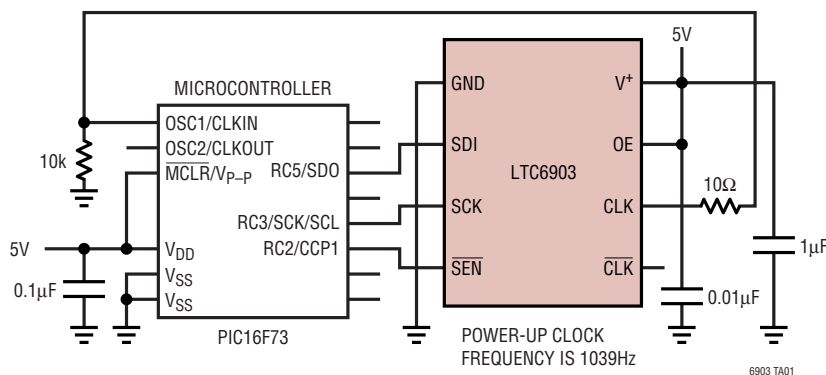 5V
MICROCONTROLLER
OSC1/CLKIN
OSC2/CLKOUT
MCLR/VP–P
RC5/SDO
RC3/SCK/SCL
RC2/CCP1
VDD
VSS
VSS
PIC16F73
10k
5V
0.1µF
GND
SDI
SCK
SEN
LTC6903
V+
OE
CLK
CLK
10Ω
1µF
0.01µF
POWER-UP CLOCK
FREQUENCY IS 1039Hz
6903 TA01